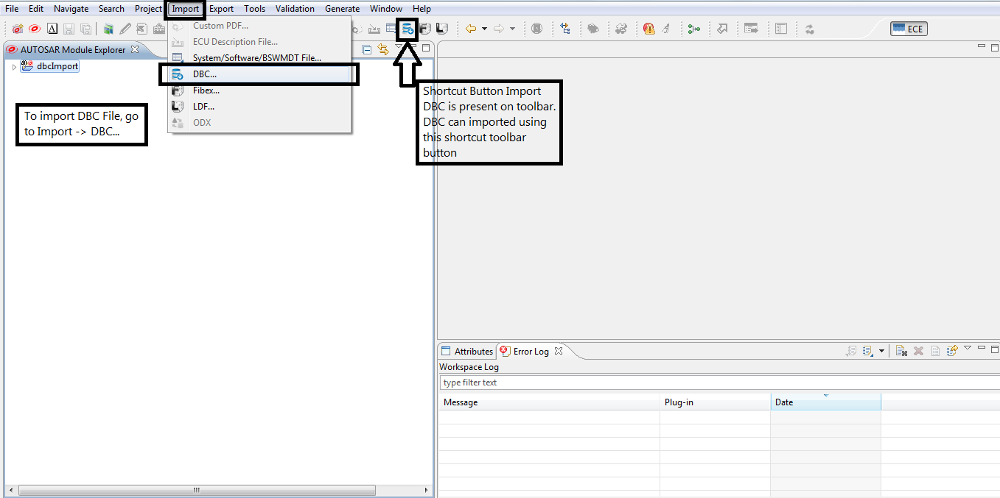 File Edit Navigate Search Project Import Export Tools Validation Generate Window Help
A
ECE
AUTOSAR Module Explorer
dbcImport
Custom PDF...
ECU Description File...
System/Software/BSWMDT File...
DBC...
Fibex...
LDF...
ODX
To import DBC File, go
to Import -> DBC...
Shortcut Button Import
DBC is present on toolbar.
DBC can imported using
this shortcut toolbar
button
Attributes Error Log
Workspace Log
type filter text
Message Plug-in Date